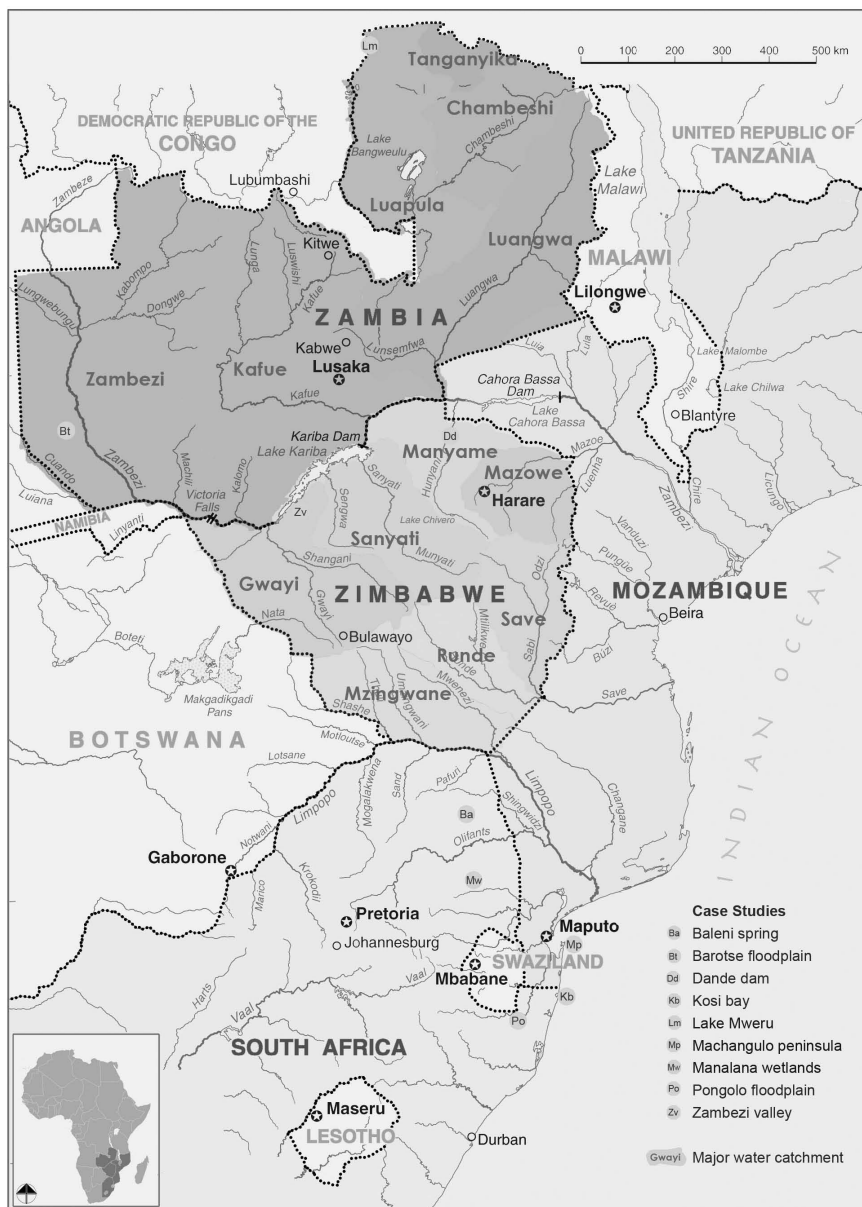 Lm
Tanganyika
0 100 200 300 400 500 km
Chambeshi
DEMOCRATIC REPUBLIC OF THE
CONGO
Chambeshi
UNITED REPUBLIC OF
TANZANIA
Lake
Bangweulu
Lake
Malawi
Zambeze
Lubumbashi
Luapula
ANGOLA
Kitwe
Luangwa
MALAWI
Lunga
Luswishi
Kabompo
Lungwebungu
Dongwe
Kafue
Luangwa
Lilongwe
ZAMBIA
Kabwe
Lunsemfwa
Luia
Luia
Lake Malombe
Shire
Zambezi
Kafue
Lusaka
Cahora Bassa
Dam
Lake Chilwa
Kafue
Lake
Cahora Bassa
Blantyre
Bt
Kariba Dam
Dd
Manyame
Mazoe
Lake Kariba
Cuando
Zambezi
Machili
Kalomo
Sanyati
Hunyani
Mazowe
Luenha
Luiana
Victoria
Falls
Harare
Zambezi
Chire
Licungo
NAMIBIA
Linyanti
Zv
Sengwa
Lake Chivero
Sanyati
Vanduzi
Shangani
Munyati
Odzi
Pungúe
Gwayi
ZIMBABWE
MOZAMBIQUE
Nata
Gwayi
Mtilikwe
Save
Revuè
Beira
Boteti
Bulawayo
Runde
Sabi
Buzi
Makgadikgadi
Pans
Mzingwane
Mwenezi
Save
Shashe
Umzingwani
BOTSWANA
Motloutse
INDIAN OCEAN
Lotsane
Limpopo
Mogalakwena
Sand
Pafuri
Limpopo
Shingwidzi
Changane
Notwani
Ba
Olifants
Gaborone
Krokodil
Marico
Mw
Pretoria
Maputo
Johannesburg
Mp
SWAZILAND
Mbabane
Harts
Vaal
Vaal
Kb
Po
SOUTH AFRICA
Maseru
LESOTHO
Durban
Case Studies
Ba Baleni spring
Bt Barotse floodplain
Dd Dande dam
Kb Kosi bay
Lm Lake Mweru
Mp Machangulo peninsula
Mw Manalana wetlands
Po Pongolo floodplain
Zv Zambezi valley
Gwayi Major water catchment